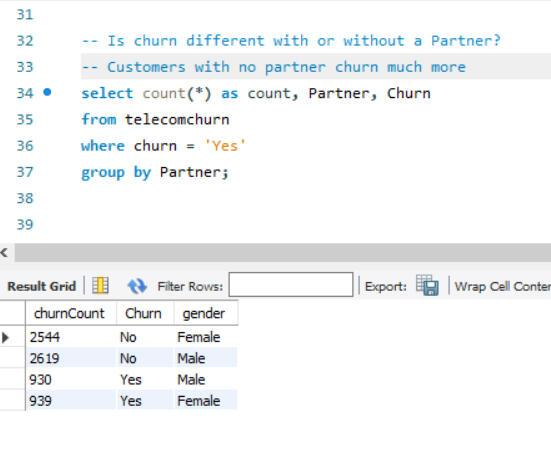 31
32 -- Is churn different with or without a Partner?
33 -- Customers with no partner churn much more
34 select count(*) as count, Partner, Churn
35 from telecomchurn
36 where churn = 'Yes'
37 group by Partner;
38
39
Result Grid Filter Rows: Export: Wrap Cell Conten
churnCount Churn gender
2544 No Female
2619 No Male
930 Yes Male
939 Yes Female